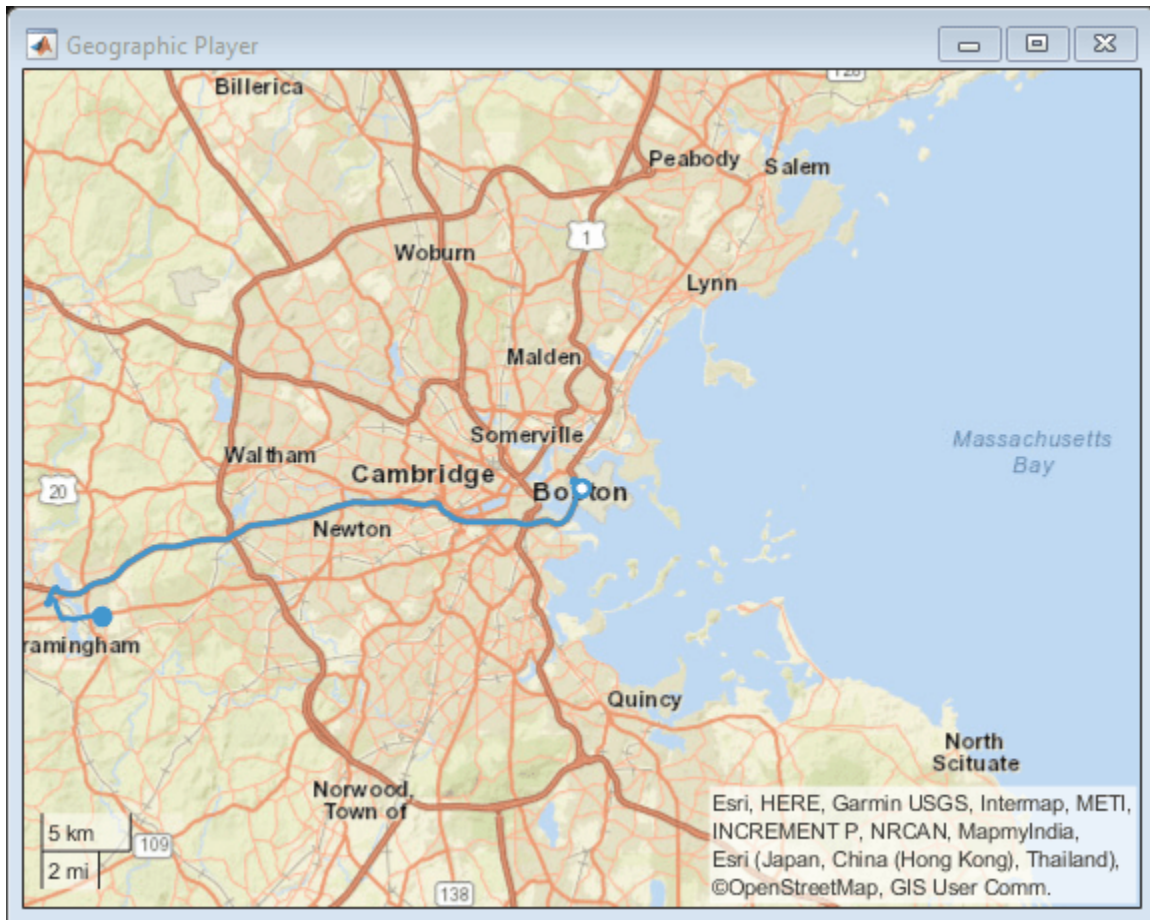 Geographic Player
128
Billerica
Peabody
Salem
1
Woburn
Lynn
Malden
Somerville
Massachusetts
Bay
Waltham
Cambridge
20
Boston
Newton
ramingham
Quincy
North
Scituate
Norwood,
Town of
5 km
109
2 mi
138
Esri, HERE, Garmin USGS, Intermap, METI,
INCREMENT P, NRCAN, MapmyIndia,
Esri (Japan, China (Hong Kong), Thailand),
©OpenStreetMap, GIS User Comm.